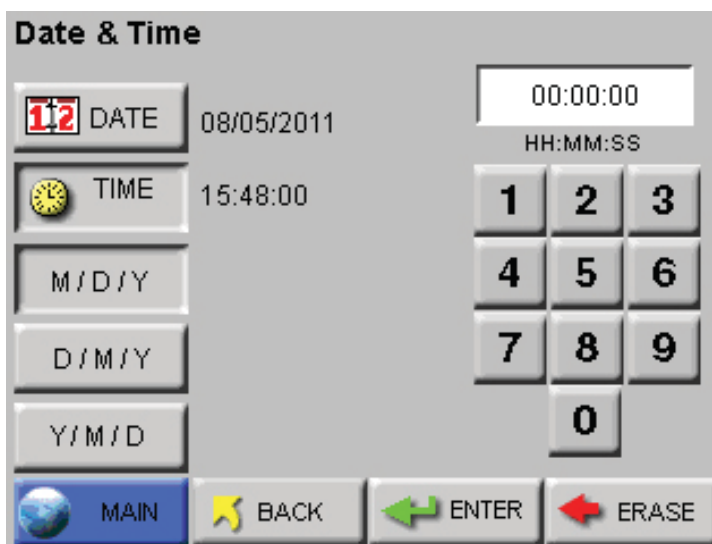 Date & Time
12 DATE
08/05/2011
00:00:00
HH:MM:SS
TIME
15:48:00
1 2 3
M / D / Y
4 5 6
D / M / Y
7 8 9
Y / M / D
0
MAIN BACK ENTER ERASE